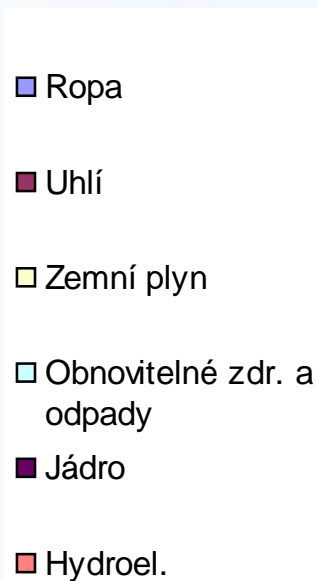 Ropa
Uhlí
Zemní plyn
Obnovitelné zdr. a
odpady
Jádro
Hydroel.